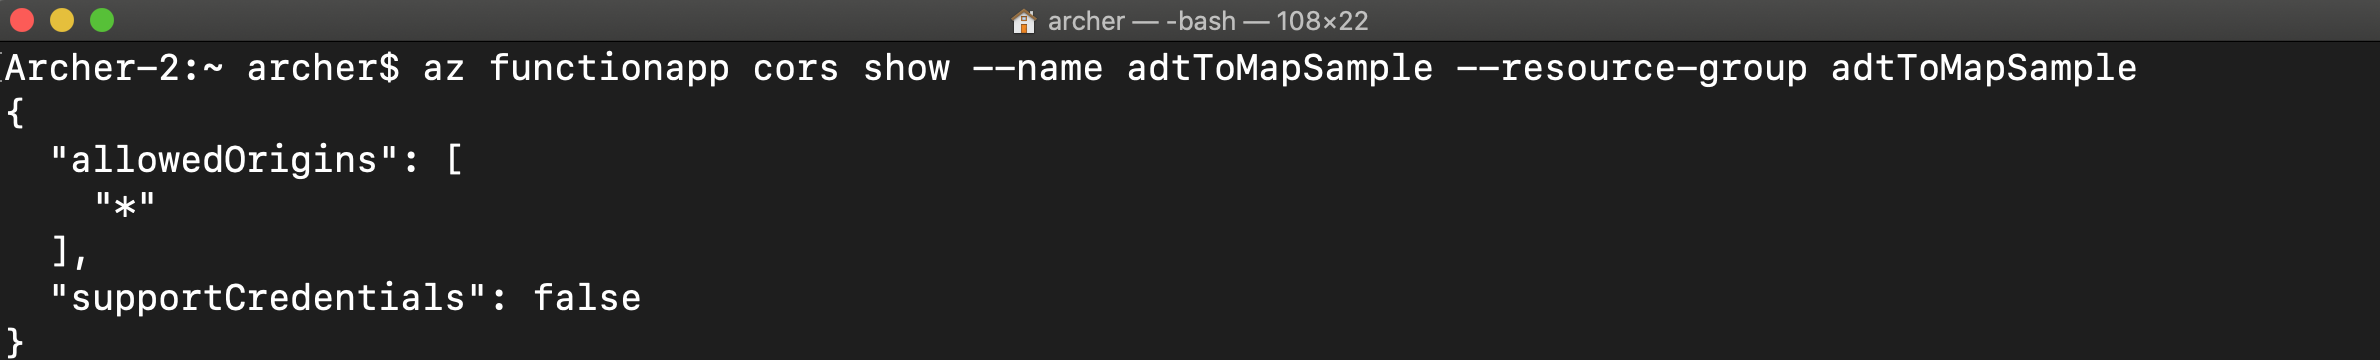 archer — -bash — 108×22
Archer-2:~ archer$ az functionapp cors show --name adtToMapSample --resource-group adtToMapSample
{
  "allowedOrigins": [
    "*"
  ],
  "supportCredentials": false
}